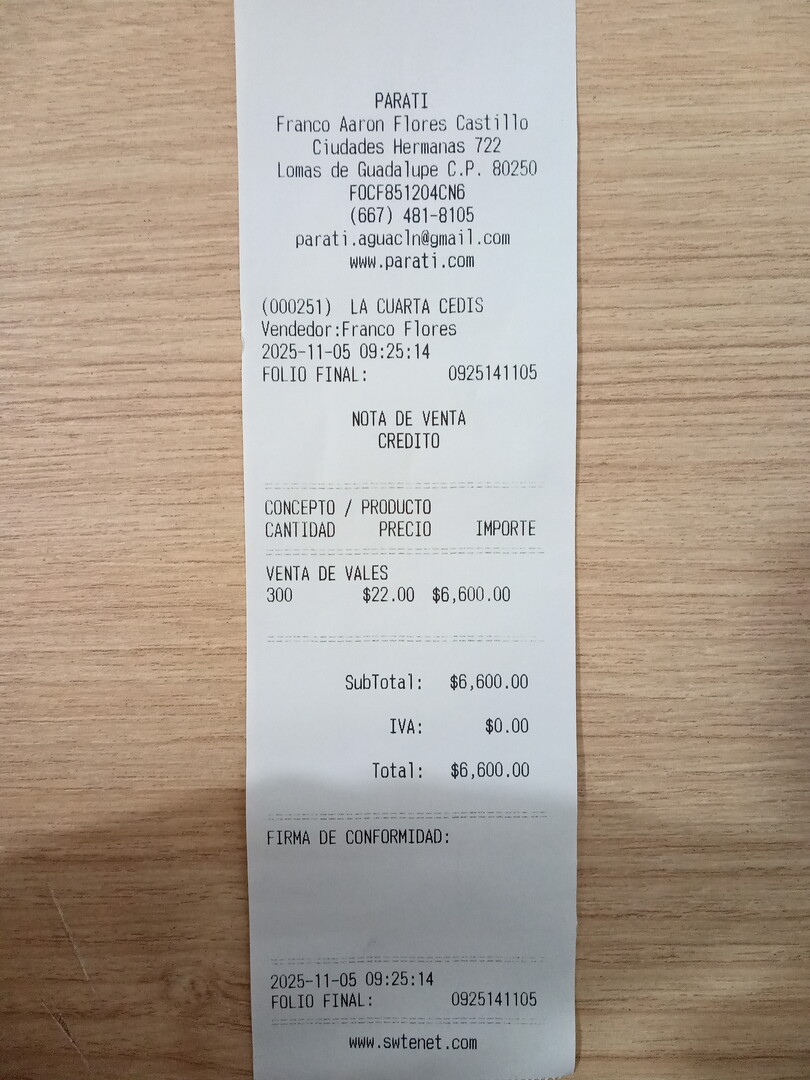 PARATI
Franco Aaron Flores Castillo
Ciudades Hermanas 722
Lomas de Guadalupe C.P. 80250
FOCF851204CN6
(667) 481-8105
parati.aguacln@gmail.com
www.parati.com
(000251) LA CUARTA CEDIS
Vendedor:Franco Flores
2025-11-05 09:25:14
FOLIO FINAL: 0925141105
NOTA DE VENTA
CREDITO
CONCEPTO / PRODUCTO
CANTIDAD PRECIO IMPORTE
VENTA DE VALES
300 $22.00 $6,600.00
SubTotal: $6,600.00
IVA: $0.00
Total: $6,600.00
FIRMA DE CONFORMIDAD:
2025-11-05 09:25:14
FOLIO FINAL: 0925141105
www.swtenet.com